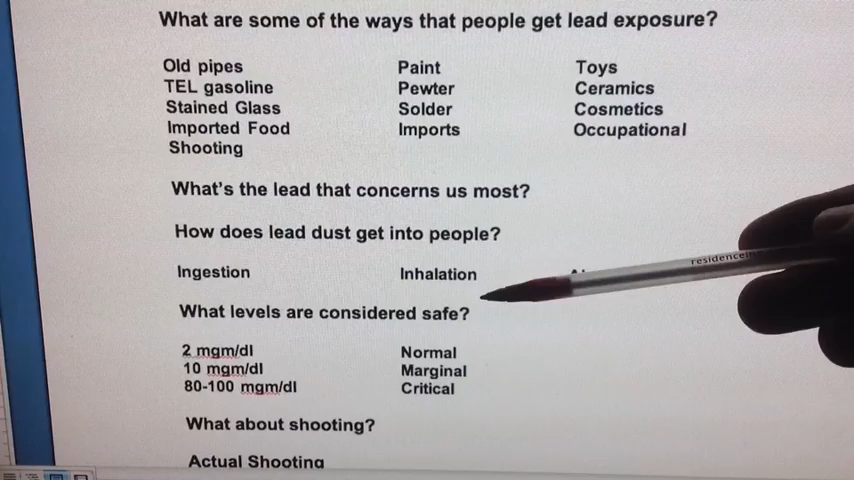 What are some of the ways that people get lead exposure?
Old pipes Paint Toys
TEL gasoline Pewter Ceramics
Stained Glass Solder Cosmetics
Imported Food Imports Occupational
Shooting
What's the lead that concerns us most?
How does lead dust get into people?
Ingestion Inhalation
residence
What levels are considered safe?
2 mgm/dl Normal
10 mgm/dl Marginal
80-100 mgm/dl Critical
What about shooting?
Actual Shooting